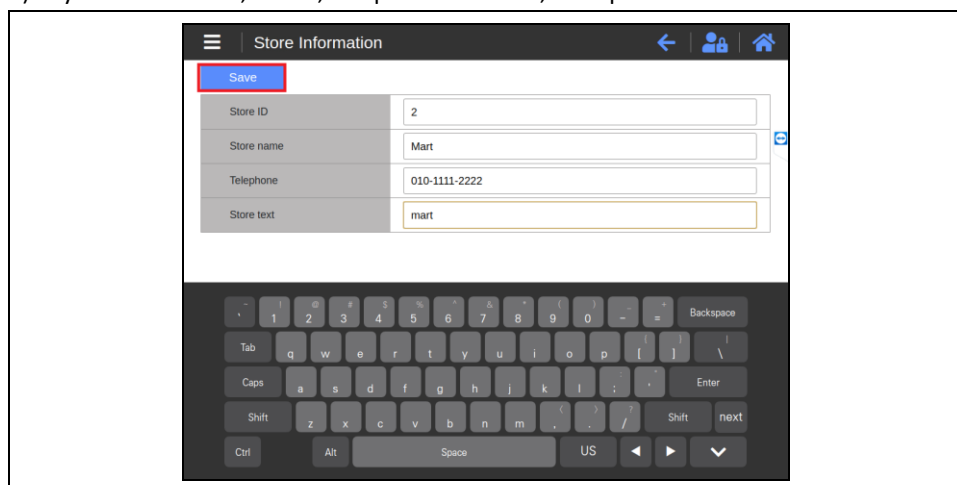 Store Information
Save
Store ID 2
Store name Mart
Telephone 010-1111-2222
Store text mart
~ ! @ # $ % ^ & * ( ) _ +
` 1 2 3 4 5 6 7 8 9 0 - = Backspace
Tab q w e r t y u i o p [ ] \
Caps a s d f g h j k l ; ' Enter
Shift z x c v b n m , . / Shift next
Ctrl Alt Space US